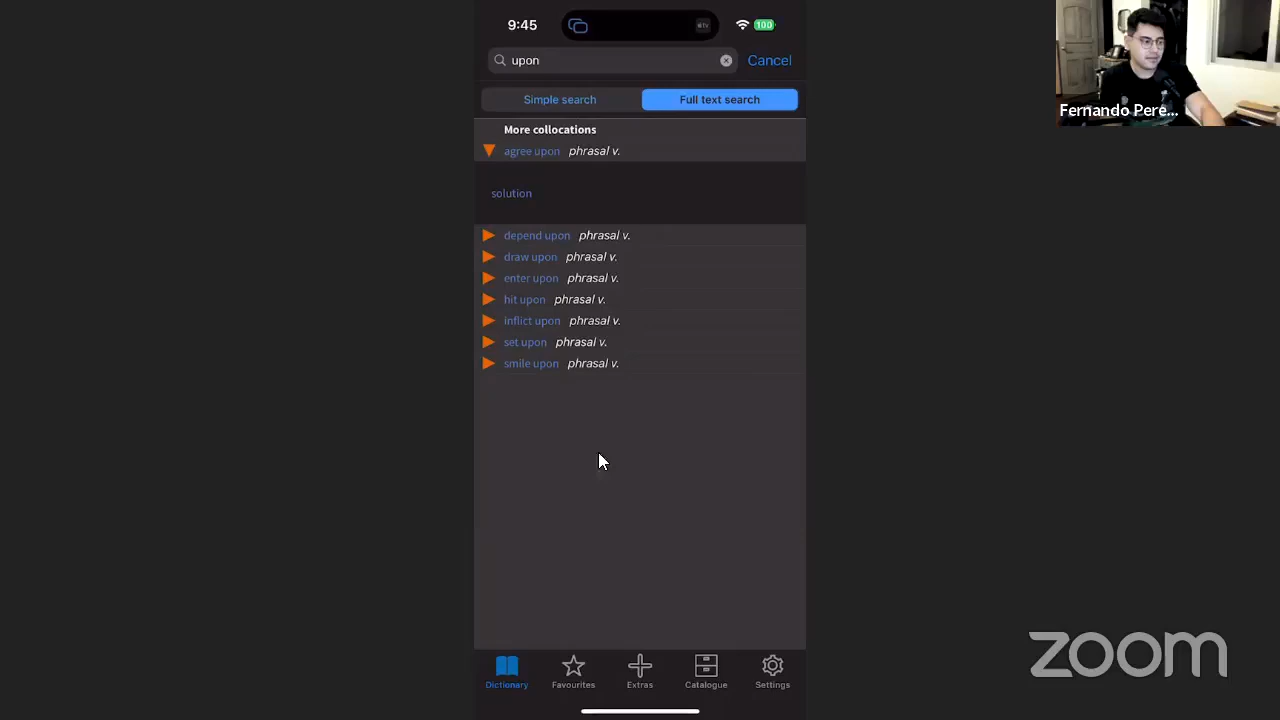 9:45
tv
100
upon
Cancel
Simple search
Full text search
More collocations
agree upon phrasal v.
solution
depend upon phrasal v.
draw upon phrasal v.
enter upon phrasal v.
hit upon phrasal v.
inflict upon phrasal v.
set upon phrasal v.
smile upon phrasal v.
Dictionary
Favourites
Extras
Catalogue
Settings
Fernando Pere...
zoom